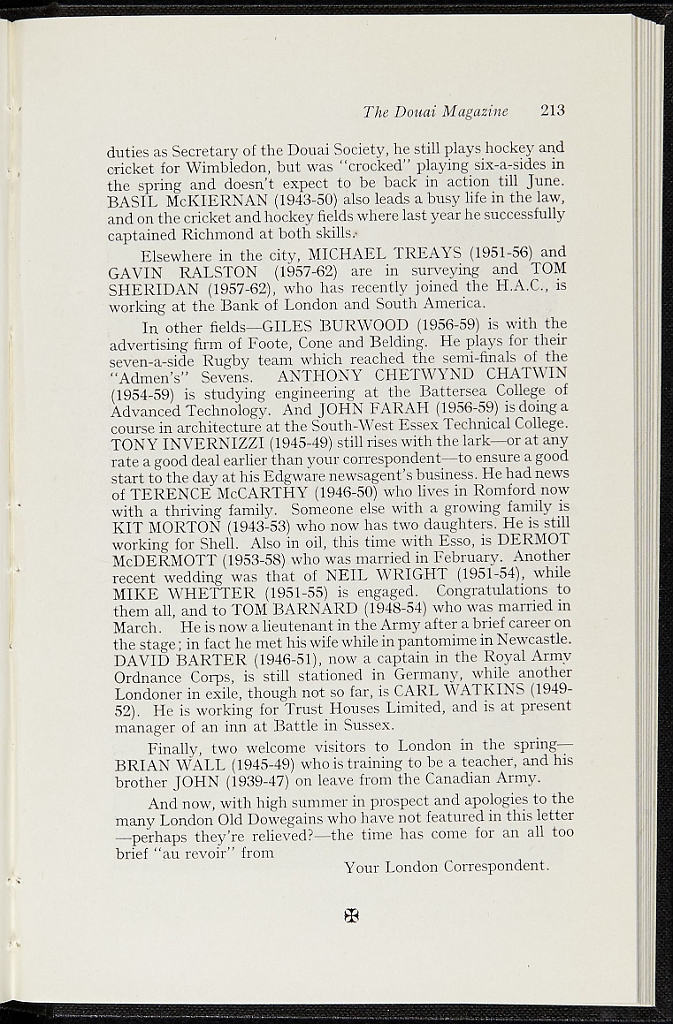 The Douai Magazine 213
duties as Secretary of the Douai Society, he still plays hockey and
cricket for Wimbledon, but was "crocked" playing six-a-sides in
the spring and doesn't expect to be back in action till June.
BASIL McKIERNAN (1943-50) also leads a busy life in the law,
and on the cricket and hockey fields where last year he successfully
captained Richmond at both skills.
Elsewhere in the city, MICHAEL TREAYS (1951-56) and
GAVIN RALSTON (1957-62) are in surveying and TOM
SHERIDAN (1957-62), who has recently joined the H.A.C., is
working at the Bank of London and South America.
In other fields—GILES BURWOOD (1956-59) is with the
advertising firm of Foote, Cone and Belding. He plays for their
seven-a-side Rugby team which reached the semi-finals of the
"Admen's" Sevens. ANTHONY CHETWYND CHATWIN
(1954-59) is studying engineering at the Battersea College of
Advanced Technology. And JOHN FARAH (1956-59) is doing a
course in architecture at the South-West Essex Technical College.
TONY INVERNIZZI (1945-49) still rises with the lark—or at any
rate a good deal earlier than your correspondent—to ensure a good
start to the day at his Edgware newsagent's business. He had news
of TERENCE McCARTHY (1946-50) who lives in Romford now
with a thriving family. Someone else with a growing family is
KIT MORTON (1943-53) who now has two daughters. He is still
working for Shell. Also in oil, this time with Esso, is DERMOT
McDERMOTT (1953-58) who was married in February. Another
recent wedding was that of NEIL WRIGHT (1951-54), while
MIKE WHETTER (1951-55) is engaged. Congratulations to
them all, and to TOM BARNARD (1948-54) who was married in
March. He is now a lieutenant in the Army after a brief career on
the stage; in fact he met his wife while in pantomime in Newcastle.
DAVID BARTER (1946-51), now a captain in the Royal Army
Ordnance Corps, is still stationed in Germany, while another
Londoner in exile, though not so far, is CARL WATKINS (1949-
52). He is working for Trust Houses Limited, and is at present
manager of an inn at Battle in Sussex.
Finally, two welcome visitors to London in the spring—
BRIAN WALL (1945-49) who is training to be a teacher, and his
brother JOHN (1939-47) on leave from the Canadian Army.
And now, with high summer in prospect and apologies to the
many London Old Dowegians who have not featured in this letter
—perhaps they're relieved?—the time has come for an all too
brief "au revoir" from
Your London Correspondent.